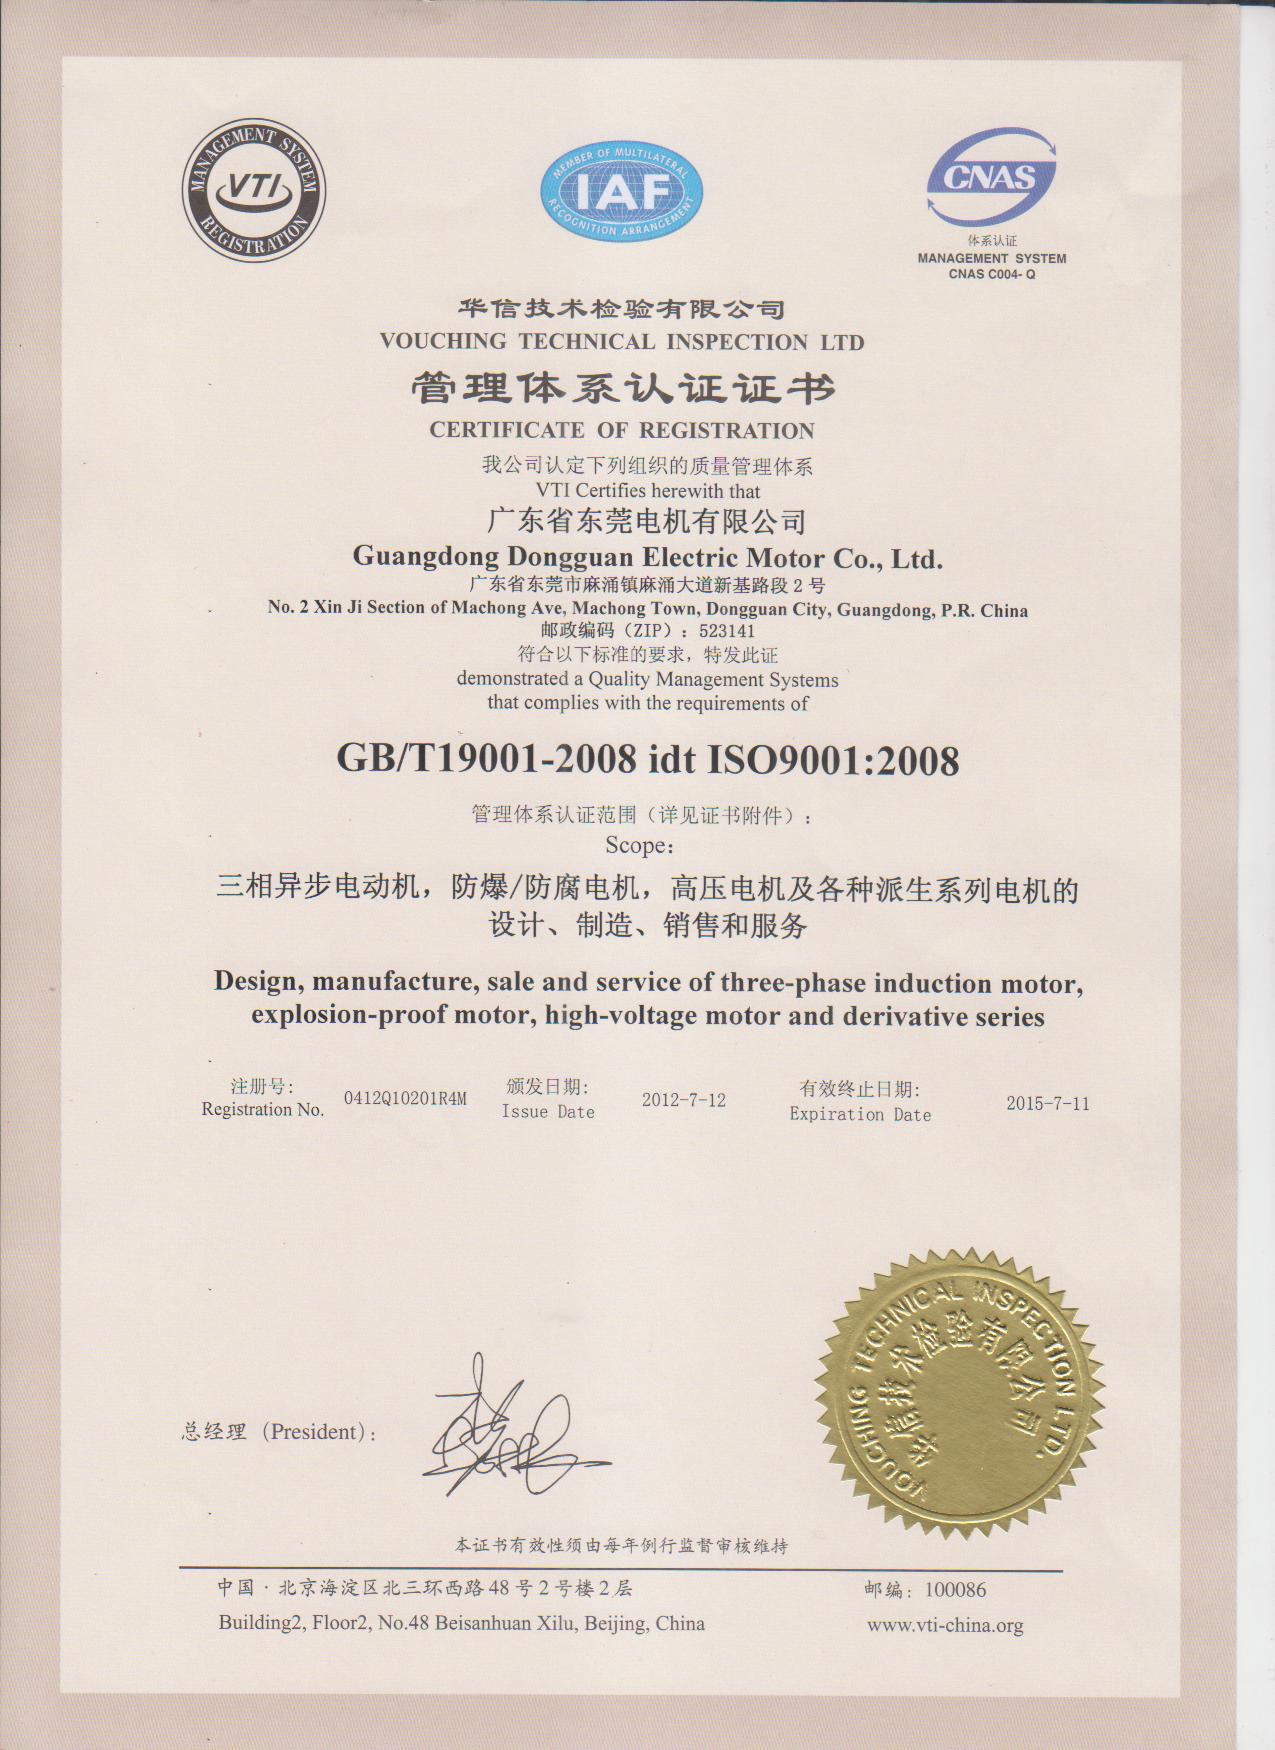 MANAGEMENT SYSTEM
VTI
REGISTRATION
MEMBER OF MULTILATERAL
IAF
RECOGNITION ARRANGEMENT
CNAS
体系认证
MANAGEMENT SYSTEM
CNAS C004- Q
华信技术检验有限公司
VOUCHING TECHNICAL INSPECTION LTD
管理体系认证证书
CERTIFICATE OF REGISTRATION
我公司认定下列组织的质量管理体系
VTI Certifies herewith that
广东省东莞电机有限公司
Guangdong Dongguan Electric Motor Co., Ltd.
广东省东莞市麻涌镇麻涌大道新基路段 2 号
No. 2 Xin Ji Section of Machong Ave, Machong Town, Dongguan City, Guangdong, P.R. China
邮政编码（ZIP）：523141
符合以下标准的要求，特发此证
demonstrated a Quality Management Systems
that complies with the requirements of
GB/T19001-2008 idt ISO9001:2008
管理体系认证范围（详见证书附件）：
Scope：
三相异步电动机，防爆/防腐电机，高压电机及各种派生系列电机的
设计、制造、销售和服务
Design, manufacture, sale and service of three-phase induction motor,
explosion-proof motor, high-voltage motor and derivative series
注册号: 0412Q10201R4M 颁发日期: 2012-7-12 有效终止日期: 2015-7-11
Registration No. Issue Date Expiration Date
VOUCHING TECHNICAL INSPECTION LTD.
华信技术检验有限公司
总经理（President）：
本证书有效性须由每年例行监督审核维持
中国 · 北京海淀区北三环西路 48 号 2 号楼 2 层 邮编：100086
Building2, Floor2, No.48 Beisanhuan Xilu, Beijing, China www.vti-china.org